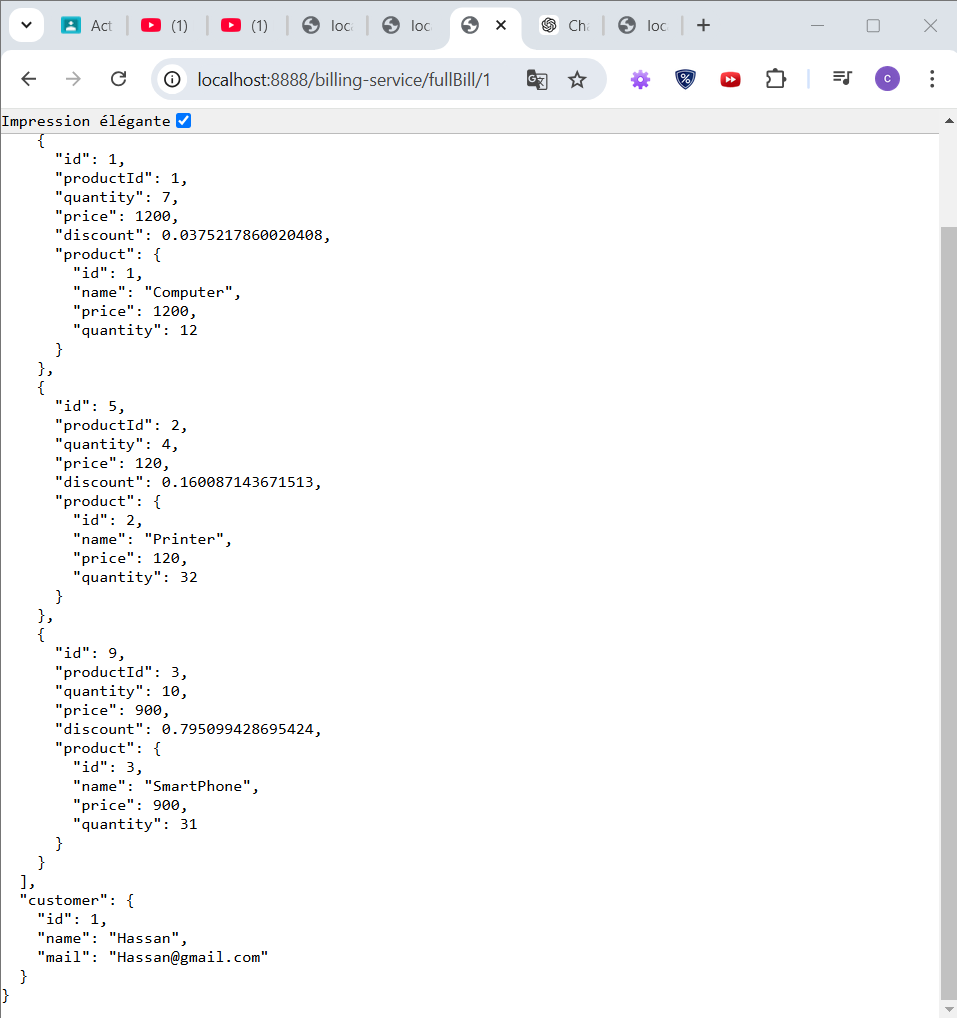 Act
(1)
(1)
loca
loc
Cha
loc
localhost:8888/billing-service/fullBill/1
c
Impression élégante
    {
      "id": 1,
      "productId": 1,
      "quantity": 7,
      "price": 1200,
      "discount": 0.0375217860020408,
      "product": {
        "id": 1,
        "name": "Computer",
        "price": 1200,
        "quantity": 12
      }
    },
    {
      "id": 5,
      "productId": 2,
      "quantity": 4,
      "price": 120,
      "discount": 0.160087143671513,
      "product": {
        "id": 2,
        "name": "Printer",
        "price": 120,
        "quantity": 32
      }
    },
    {
      "id": 9,
      "productId": 3,
      "quantity": 10,
      "price": 900,
      "discount": 0.795099428695424,
      "product": {
        "id": 3,
        "name": "SmartPhone",
        "price": 900,
        "quantity": 31
      }
    }
  ],
  "customer": {
    "id": 1,
    "name": "Hassan",
    "mail": "Hassan@gmail.com"
  }
}